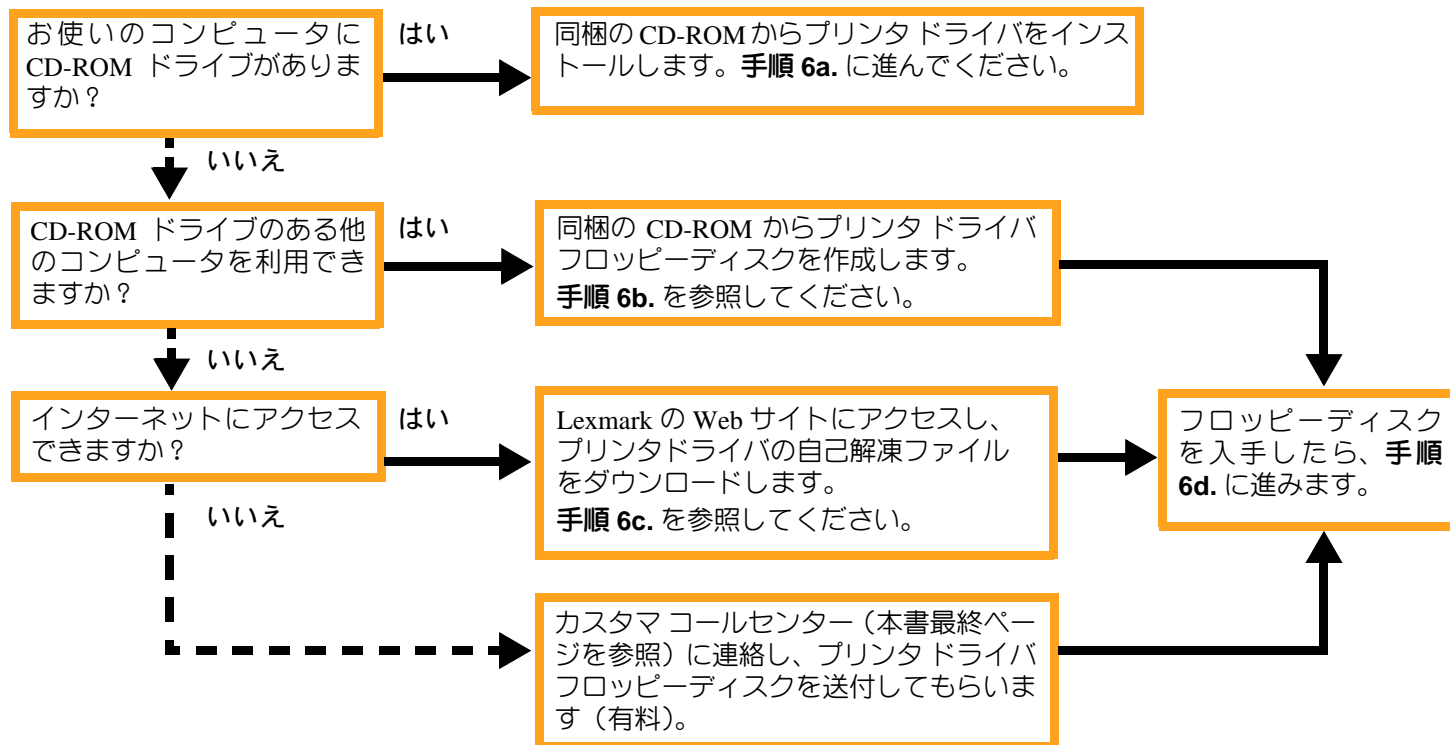 お使いのコンピュータに
CD-ROM ドライブがありま
すか？
はい
同梱の CD-ROM からプリンタ ドライバをインス
トールします。手順 6a. に進んでください。
いいえ
CD-ROM ドライブのある他
のコンピュータを利用でき
ますか？
はい
同梱の CD-ROM からプリンタ ドライバ
フロッピーディスクを作成します。
手順 6b. を参照してください。
いいえ
インターネットにアクセス
できますか？
はい
Lexmark の Web サイトにアクセスし、
プリンタドライバの自己解凍ファイル
をダウンロードします。
手順 6c. を参照してください。
フロッピーディスク
を入手したら、手順
6d. に進みます。
いいえ
カスタマ コールセンター（本書最終ペー
ジを参照）に連絡し、プリンタ ドライバ
フロッピーディスクを送付してもらいま
す（有料）。